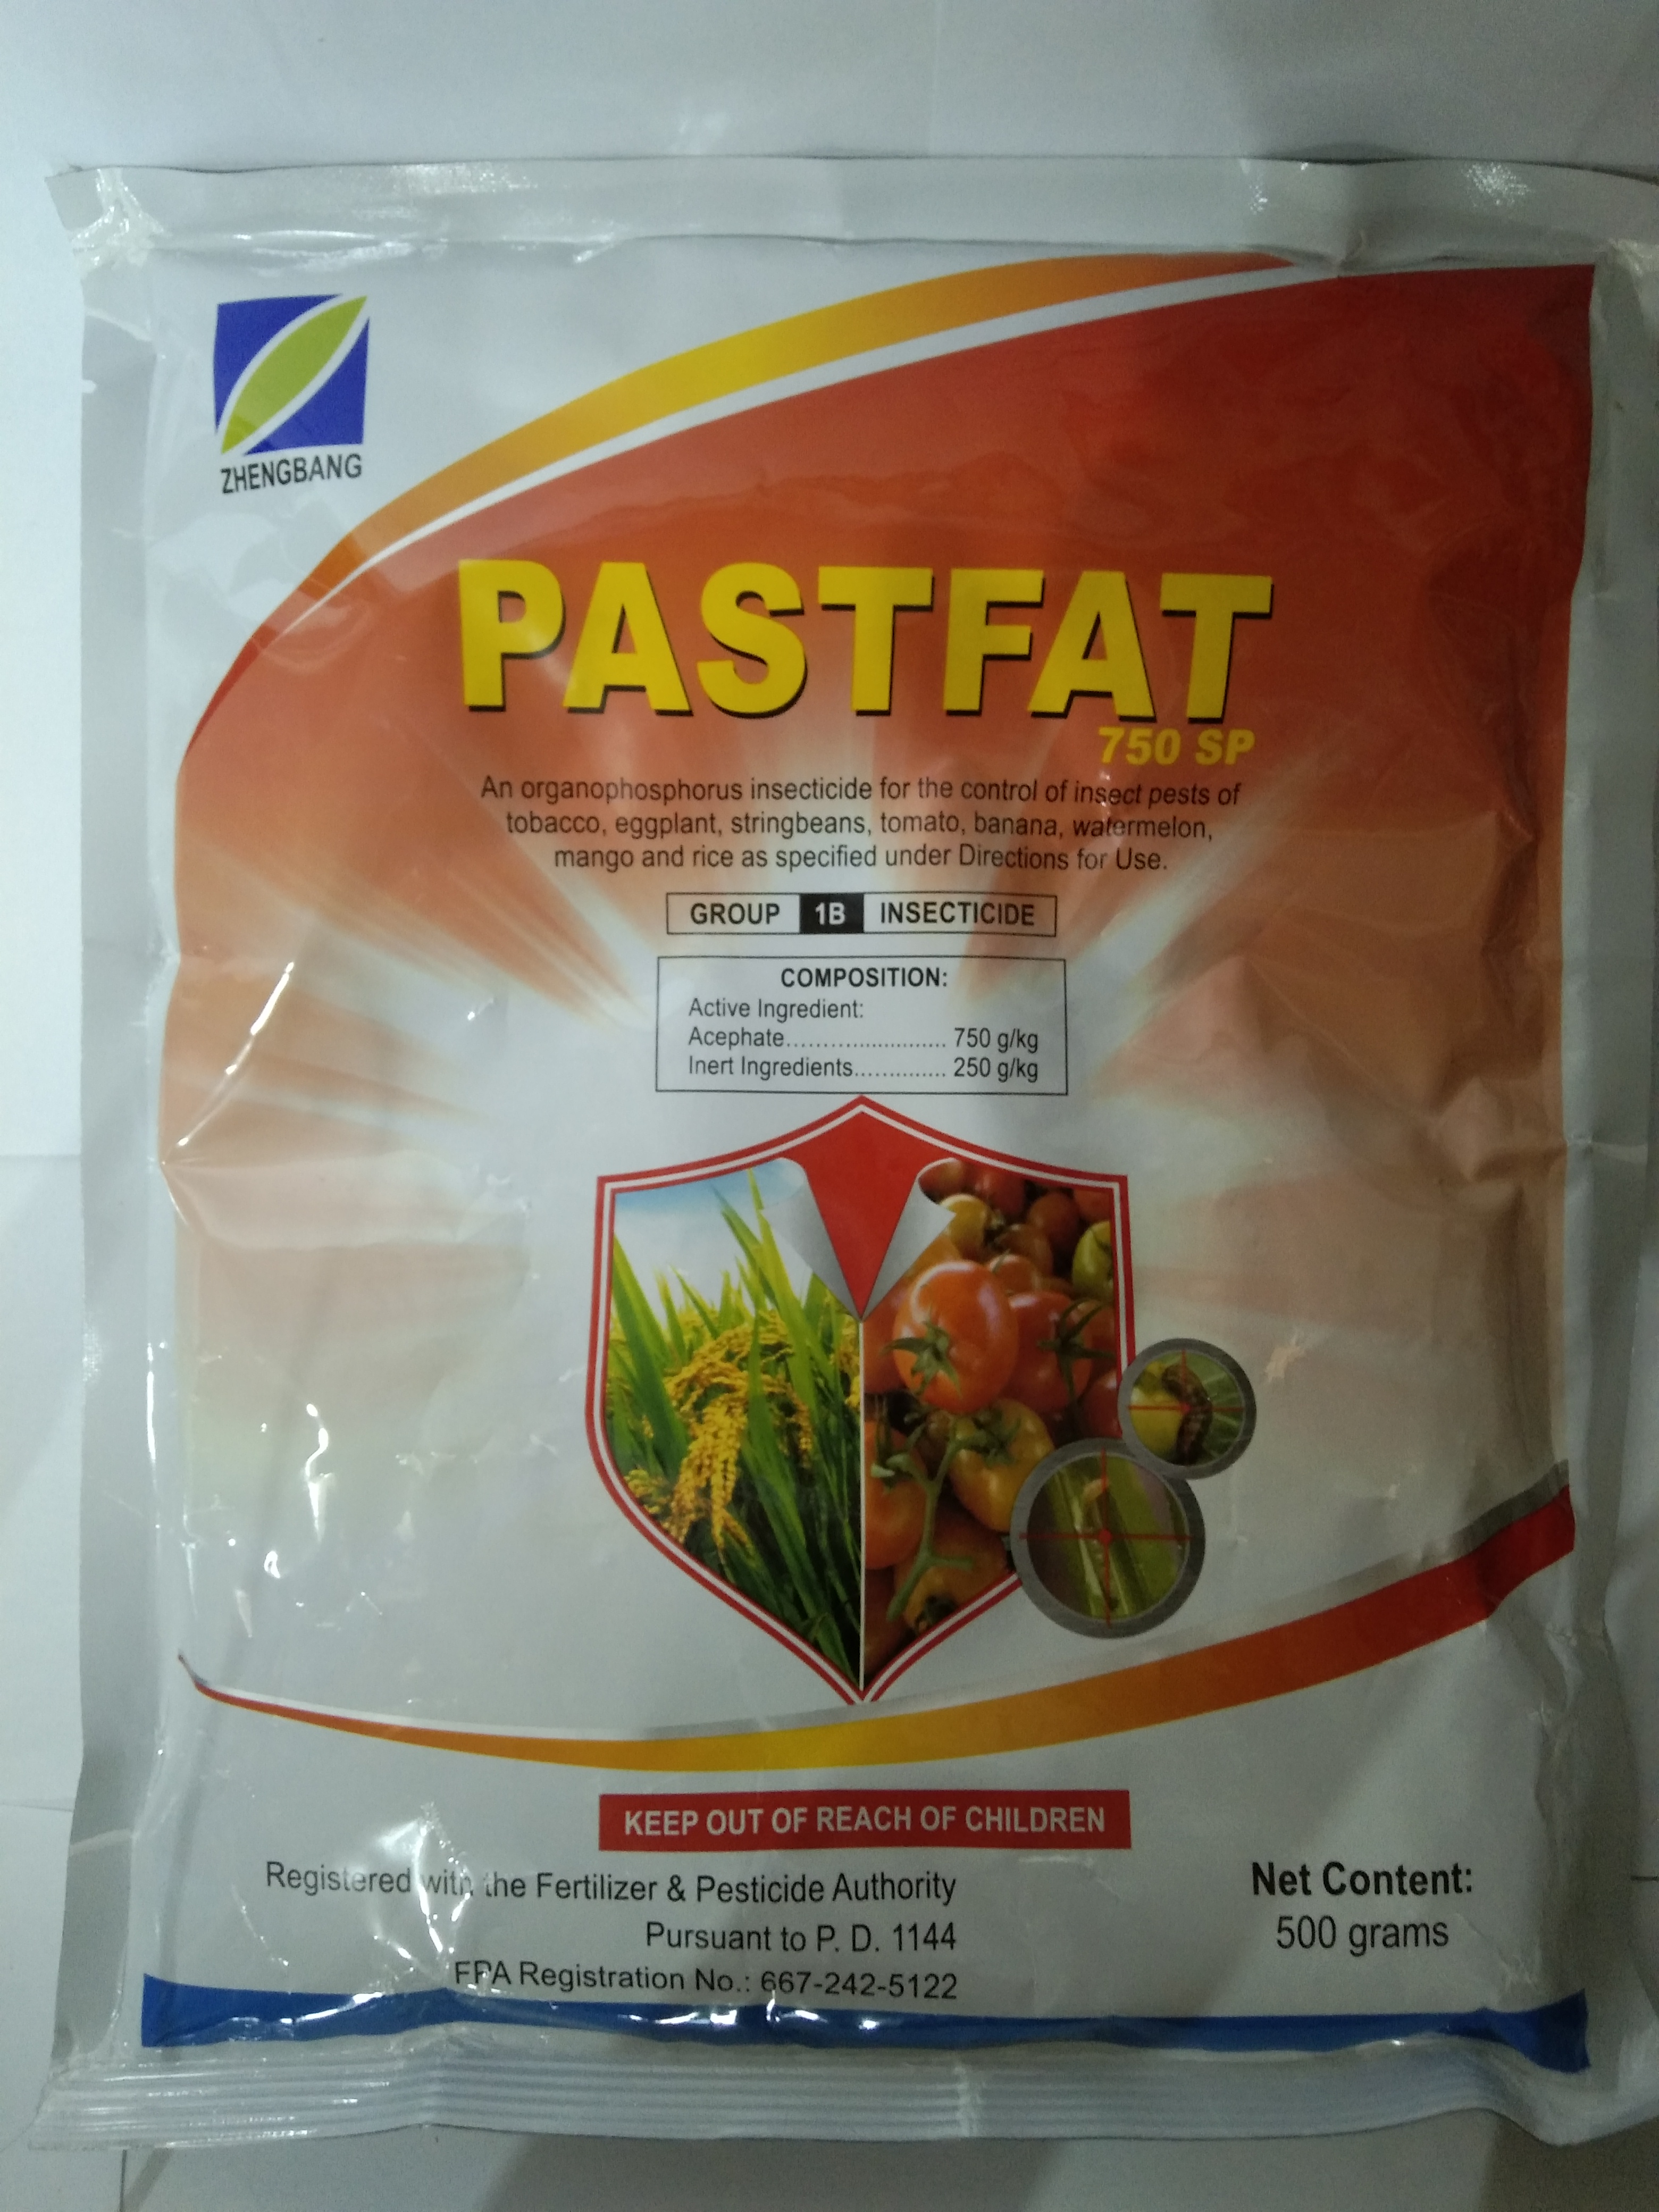 ZHENGBANG
PASTFAT
750 SP
An organophosphorus insecticide for the control of insect pests of
tobacco, eggplant, stringbeans, tomato, banana, watermelon,
mango and rice as specified under Directions for Use.
GROUP 1B INSECTICIDE
COMPOSITION:
Active Ingredient:
Acephate........................... 750 g/kg
Inert Ingredients.............. 250 g/kg
KEEP OUT OF REACH OF CHILDREN
Registered with the Fertilizer & Pesticide Authority
Pursuant to P. D. 1144
FPA Registration No.: 667-242-5122
Net Content:
500 grams